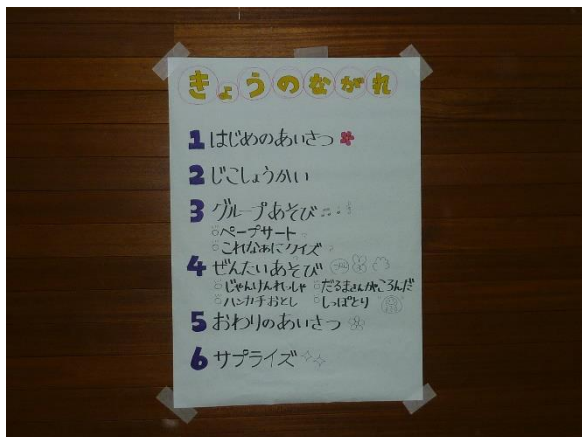 きょうのながれ
1 はじめのあいさつ
2 じこしょうかい
3 グループあそび
ペープサート
これなあにクイズ
4 ぜんたいあそび
じゃんけんれっしゃ だるまさんがころんだ
ハンカチおとし しっぽとり
5 おわりのあいさつ
6 サプライズ